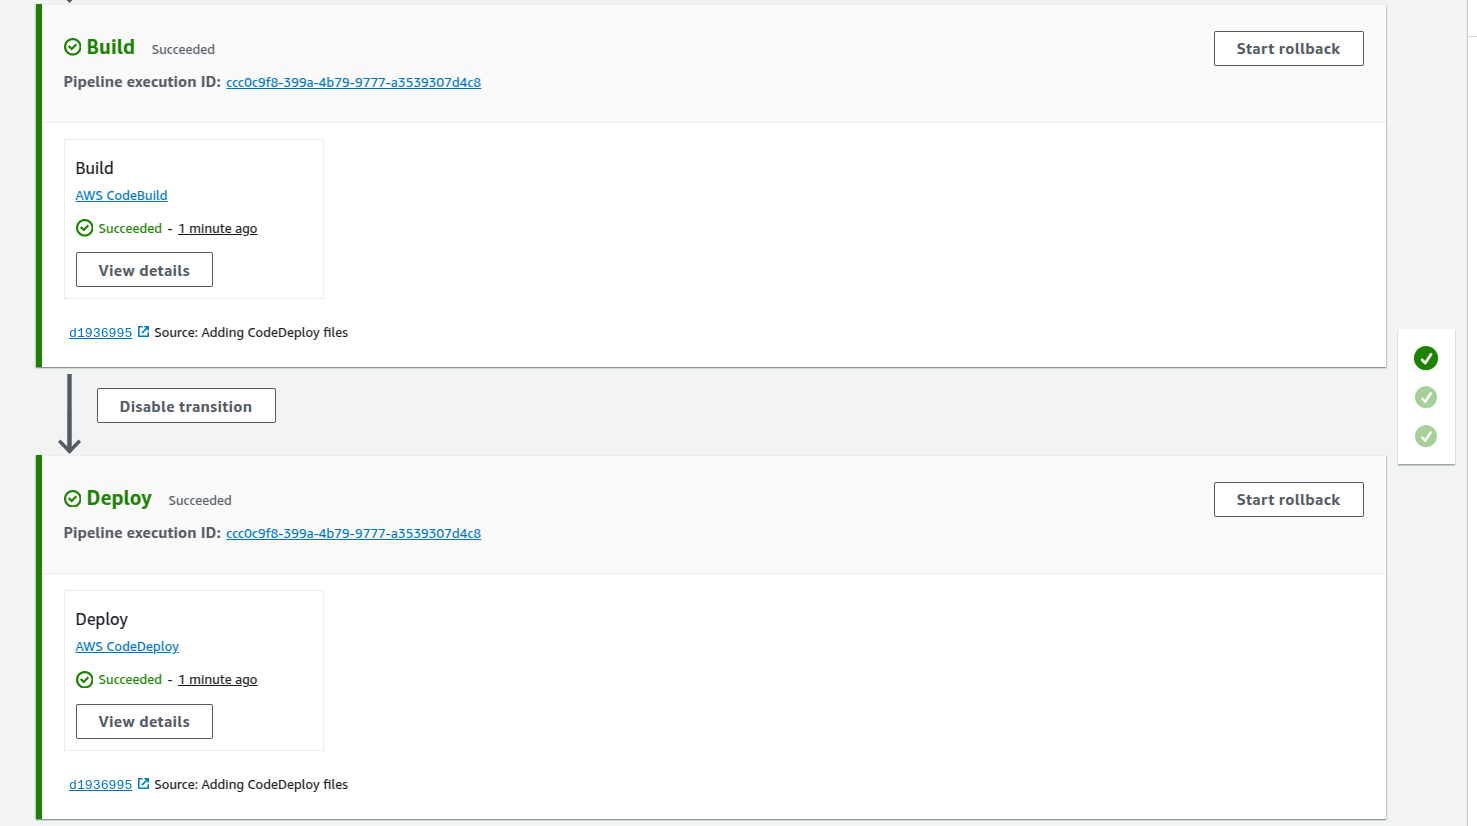 Build Succeeded
Start rollback
Pipeline execution ID: ccc0c9f8-399a-4b79-9777-a3539307d4c8
Build
AWS CodeBuild
Succeeded - 1 minute ago
View details
d1936995 Source: Adding CodeDeploy files
Disable transition
Deploy Succeeded
Start rollback
Pipeline execution ID: ccc0c9f8-399a-4b79-9777-a3539307d4c8
Deploy
AWS CodeDeploy
Succeeded - 1 minute ago
View details
d1936995 Source: Adding CodeDeploy files